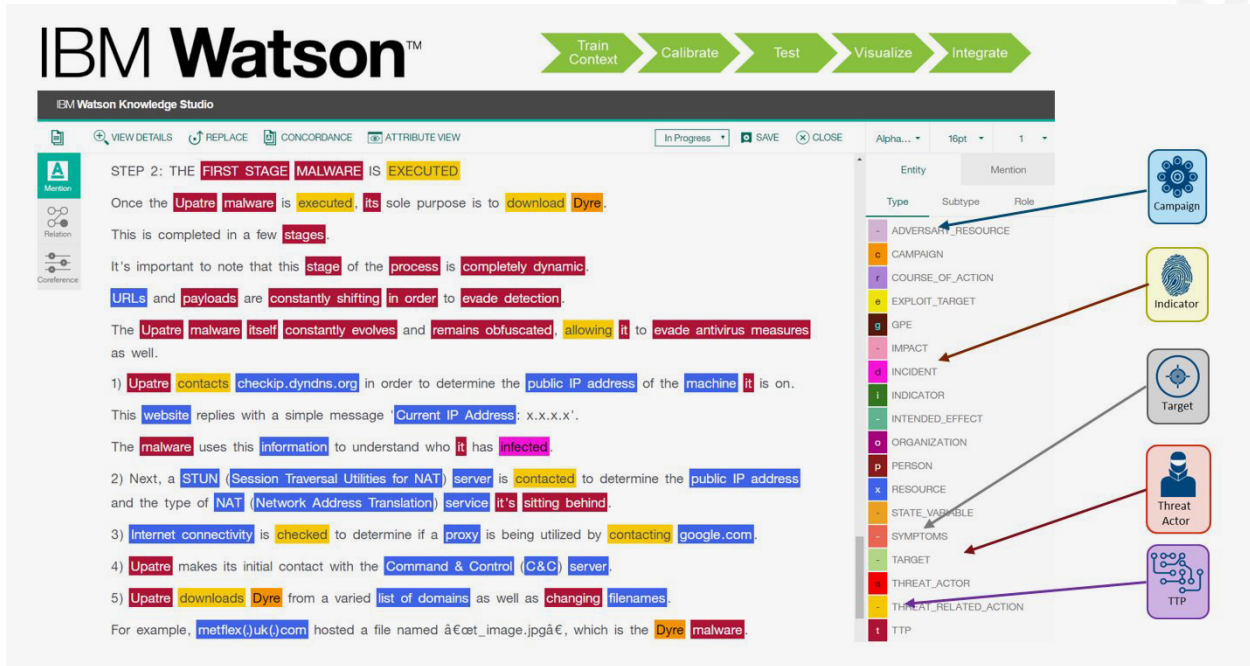 IBM Watson™
Train
Context
Calibrate
Test
Visualize
Integrate
IBM Watson Knowledge Studio
VIEW DETAILS REPLACE CONCORDANCE ATTRIBUTE VIEW In Progress SAVE CLOSE Alpha... 16pt 1
Mention
Relation
Coreference
STEP 2: THE FIRST STAGE MALWARE IS EXECUTED
Once the Upatre malware is executed, its sole purpose is to download Dyre.
This is completed in a few stages.
It's important to note that this stage of the process is completely dynamic.
URLs and payloads are constantly shifting in order to evade detection.
The Upatre malware itself constantly evolves and remains obfuscated, allowing it to evade antivirus measures
as well.
1) Upatre contacts checkip.dyndns.org in order to determine the public IP address of the machine it is on.
This website replies with a simple message 'Current IP Address: x.x.x.x'.
The malware uses this information to understand who it has infected.
2) Next, a STUN (Session Traversal Utilities for NAT) server is contacted to determine the public IP address
and the type of NAT (Network Address Translation) service it's sitting behind.
3) Internet connectivity is checked to determine if a proxy is being utilized by contacting google.com.
4) Upatre makes its initial contact with the Command & Control (C&C) server.
5) Upatre downloads Dyre from a varied list of domains as well as changing filenames.
For example, metflex(.)uk(.)com hosted a file named â€œt_image.jpgâ€, which is the Dyre malware.
Entity Mention
Type Subtype Role
- ADVERSARY_RESOURCE
c CAMPAIGN
r COURSE_OF_ACTION
e EXPLOIT_TARGET
g GPE
- IMPACT
d INCIDENT
i INDICATOR
- INTENDED_EFFECT
o ORGANIZATION
p PERSON
x RESOURCE
- STATE_VARIABLE
- SYMPTOMS
- TARGET
THREAT_ACTOR
- THREAT_RELATED_ACTION
t TTP
Campaign
Indicator
Target
Threat
Actor
TTP